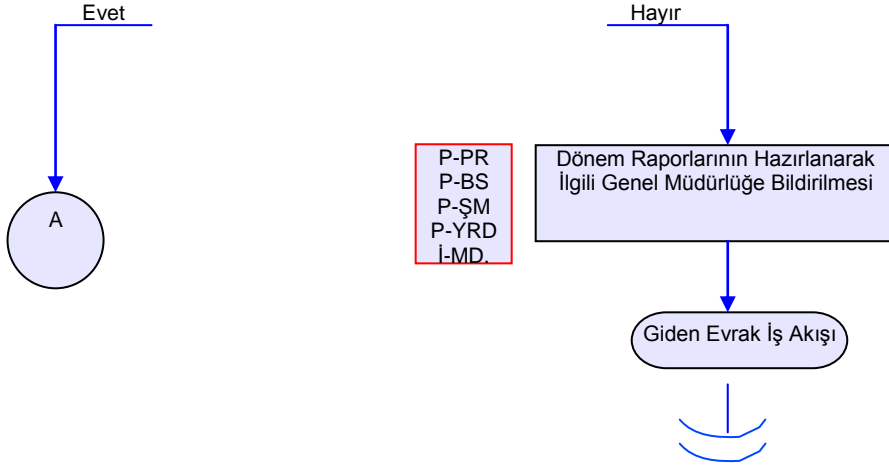 Evet
Hayır
P-PR
P-BS
P-ŞM
P-YRD
İ-MD.
Dönem Raporlarının Hazırlanarak
İlgili Genel Müdürlüğe Bildirilmesi
A
Giden Evrak İş Akışı